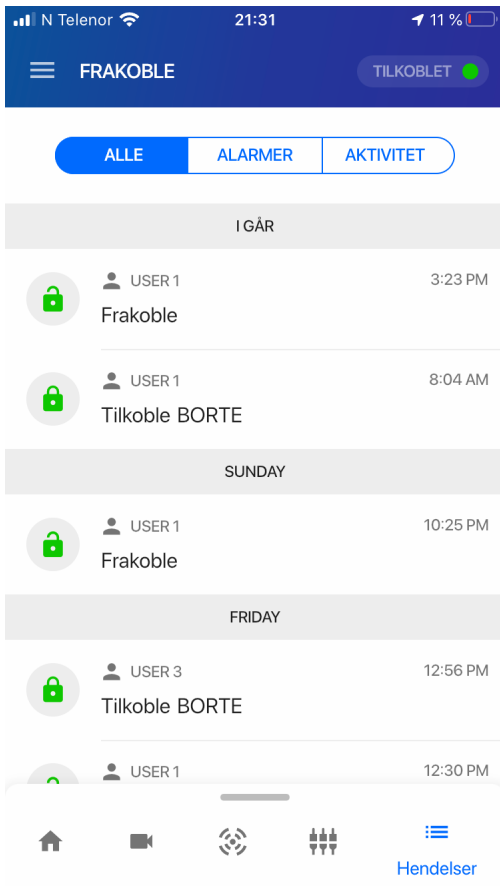 N Telenor 21:31 11 %
FRAKOBLE TILKOBLET
ALLE ALARMER AKTIVITET
I GÅR
USER 1 3:23 PM
Frakoble
USER 1 8:04 AM
Tilkoble BORTE
SUNDAY
USER 1 10:25 PM
Frakoble
FRIDAY
USER 3 12:56 PM
Tilkoble BORTE
USER 1 12:30 PM
Hendelser